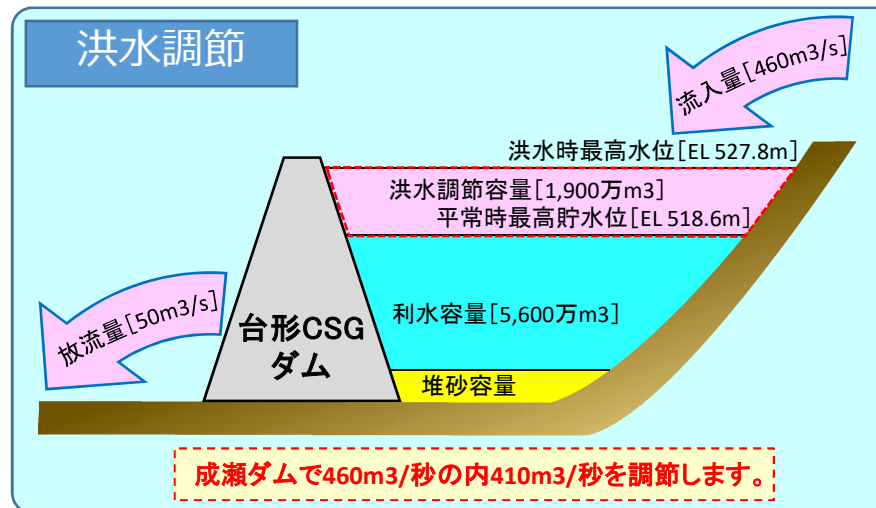 洪水調節
流入量[460m3/s]
洪水時最高水位[EL 527.8m]
洪水調節容量[1,900万m3]
平常時最高貯水位[EL 518.6m]
放流量[50m3/s]
利水容量[5,600万m3]
台形CSG
ダム
堆砂容量
成瀬ダムで460m3/秒の内410m3/秒を調節します。